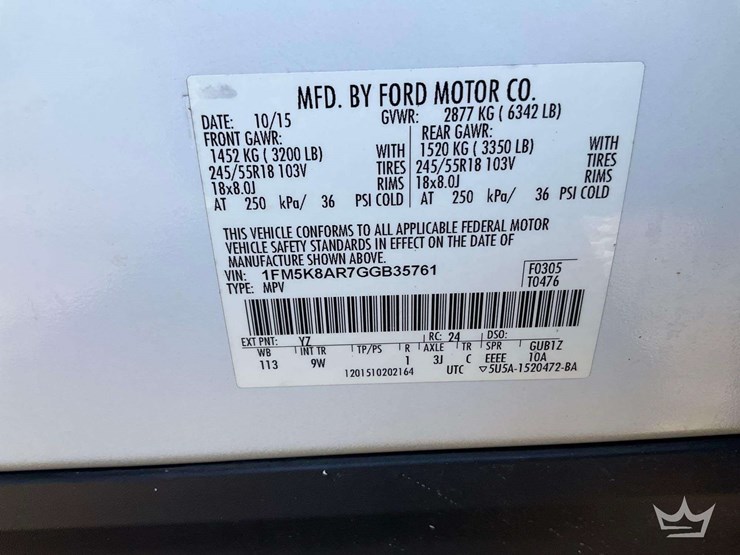 MFD. BY FORD MOTOR CO.
DATE: 10/15 GVWR: 2877 KG ( 6342 LB)
FRONT GAWR: REAR GAWR:
1452 KG ( 3200 LB) WITH 1520 KG ( 3350 LB) WITH
245/55R18 103V TIRES 245/55R18 103V TIRES
18x8.0J RIMS 18x8.0J RIMS
AT 250 kPa/ 36 PSI COLD AT 250 kPa/ 36 PSI COLD
THIS VEHICLE CONFORMS TO ALL APPLICABLE FEDERAL MOTOR
VEHICLE SAFETY STANDARDS IN EFFECT ON THE DATE OF
MANUFACTURE SHOWN ABOVE.
VIN: 1FM5K8AR7GGB35761 F0305
TYPE: MPV T0476
EXT PNT: YZ RC: 24 DSO:
WB INT TR TP/PS R AXLE TR SPR GUB1Z
113 9W 1 3J C EEEE 10A
1201510202164 UTC ▽5U5A-1520472-BA